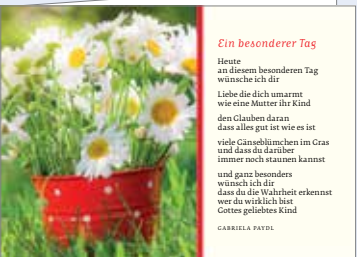 Ein besonderer Tag
Heute
an diesem besonderen Tag
wünsche ich dir
Liebe die dich umarmt
wie eine Mutter ihr Kind
den Glauben daran
dass alles gut ist wie es ist
viele Gänseblümchen im Gras
und dass du darüber
immer noch staunen kannst
und ganz besonders
wünsch ich dir
dass du die Wahrheit erkennst
wer du wirklich bist
Gottes geliebtes Kind
GABRIELA PAYDL